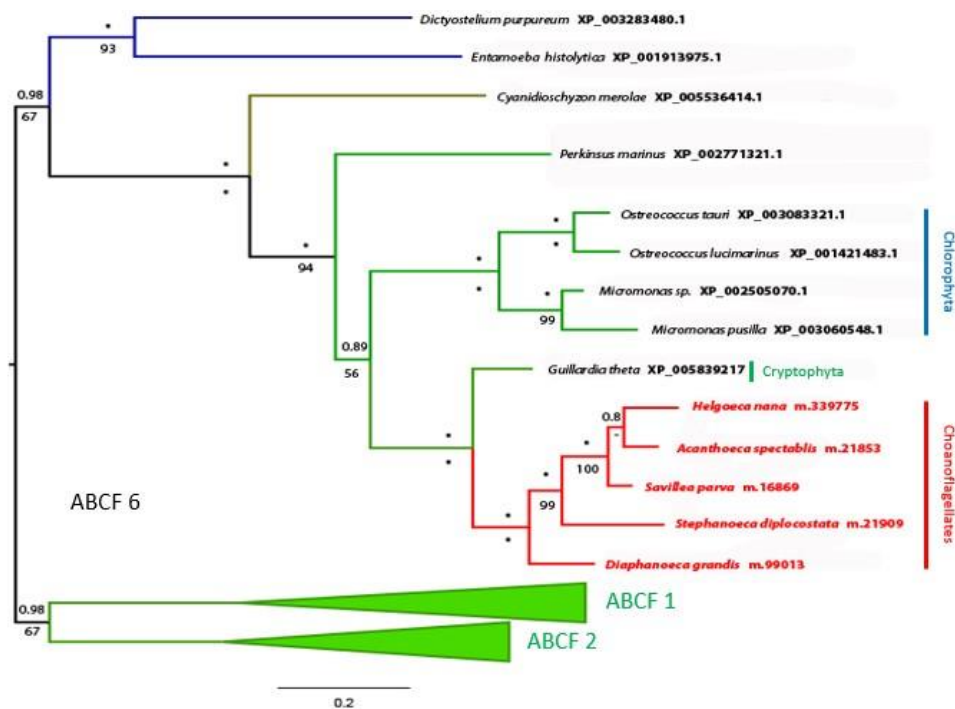 *
93
Dictyostelium purpureum XP_003283480.1
Entamoeba histolytica XP_001913975.1
0.98
67
Cyanidioschyzon merolae XP_005536414.1
*
*
Perkinsus marinus XP_002771321.1
*
94
Ostreococcus tauri XP_003083321.1
*
*
Ostreococcus lucimarinus XP_001421483.1
*
*
Micromonas sp. XP_002505070.1
*
99
Micromonas pusilla XP_003060548.1
Chlorophyta
0.89
56
Guillardia theta XP_005839217
Cryptophyta
*
*
Helgoeca nana m.339775
0.8
-
Acanthoeca spectablis m.21853
*
100
Savillea parva m.16869
*
99
Stephanoeca diplocostata m.21909
*
*
Diaphanoeca grandis m.99013
Choanoflagellates
ABCF 6
0.98
67
ABCF 1
ABCF 2
0.2